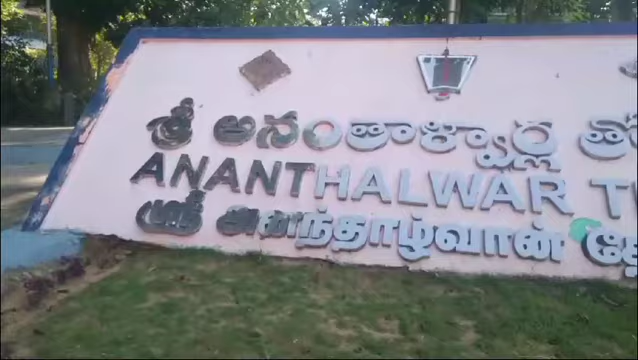 శ్రీ అనంతాళ్వార్ల తో
ANANTHALWAR T
ஸ்ரீ அனந்தாழ்வான் தே